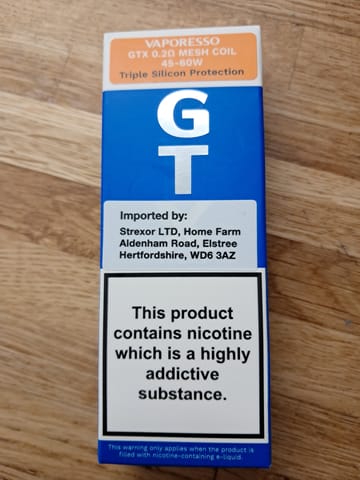 VAPORESSO
GTX 0.2Ω MESH COIL
45-60W
Triple Silicon Protection
G
T
Imported by:
Strexor LTD, Home Farm
Aldenham Road, Elstree
Hertfordshire, WD6 3AZ
This product
contains nicotine
which is a highly
addictive
substance.
This warning only applies when the product is
filled with nicotine-containing e-liquid.